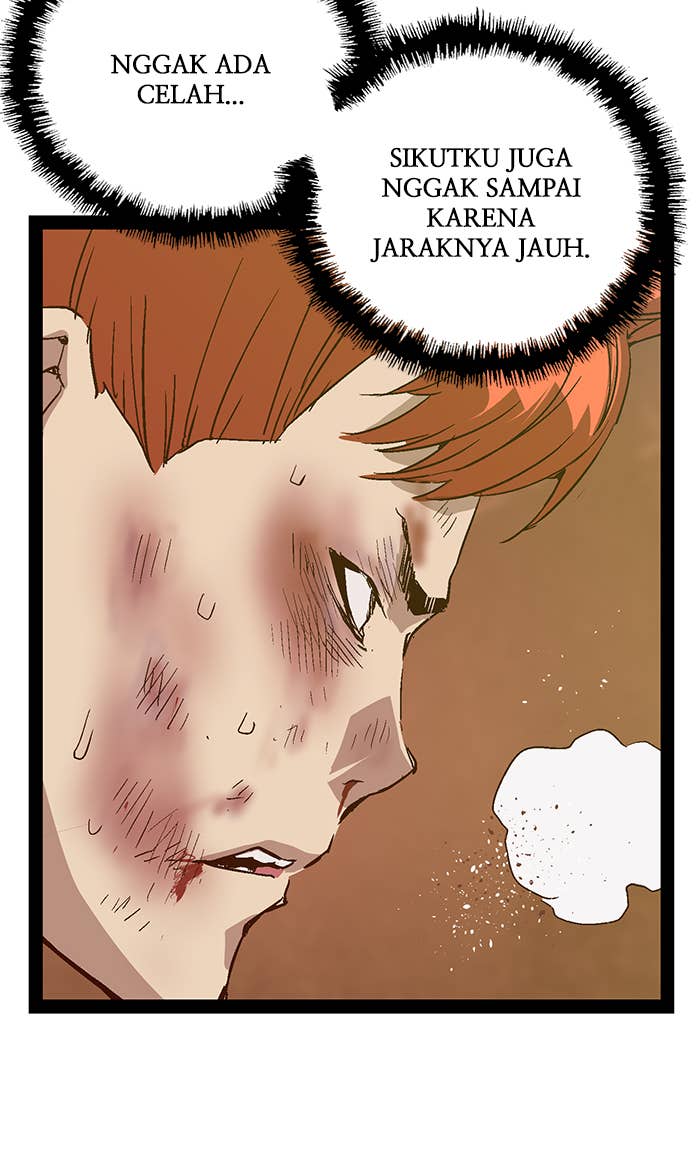 NGGAK ADA
CELAH...
SIKUTKU JUGA
NGGAK SAMPAI
KARENA
JARAKNYA JAUH.